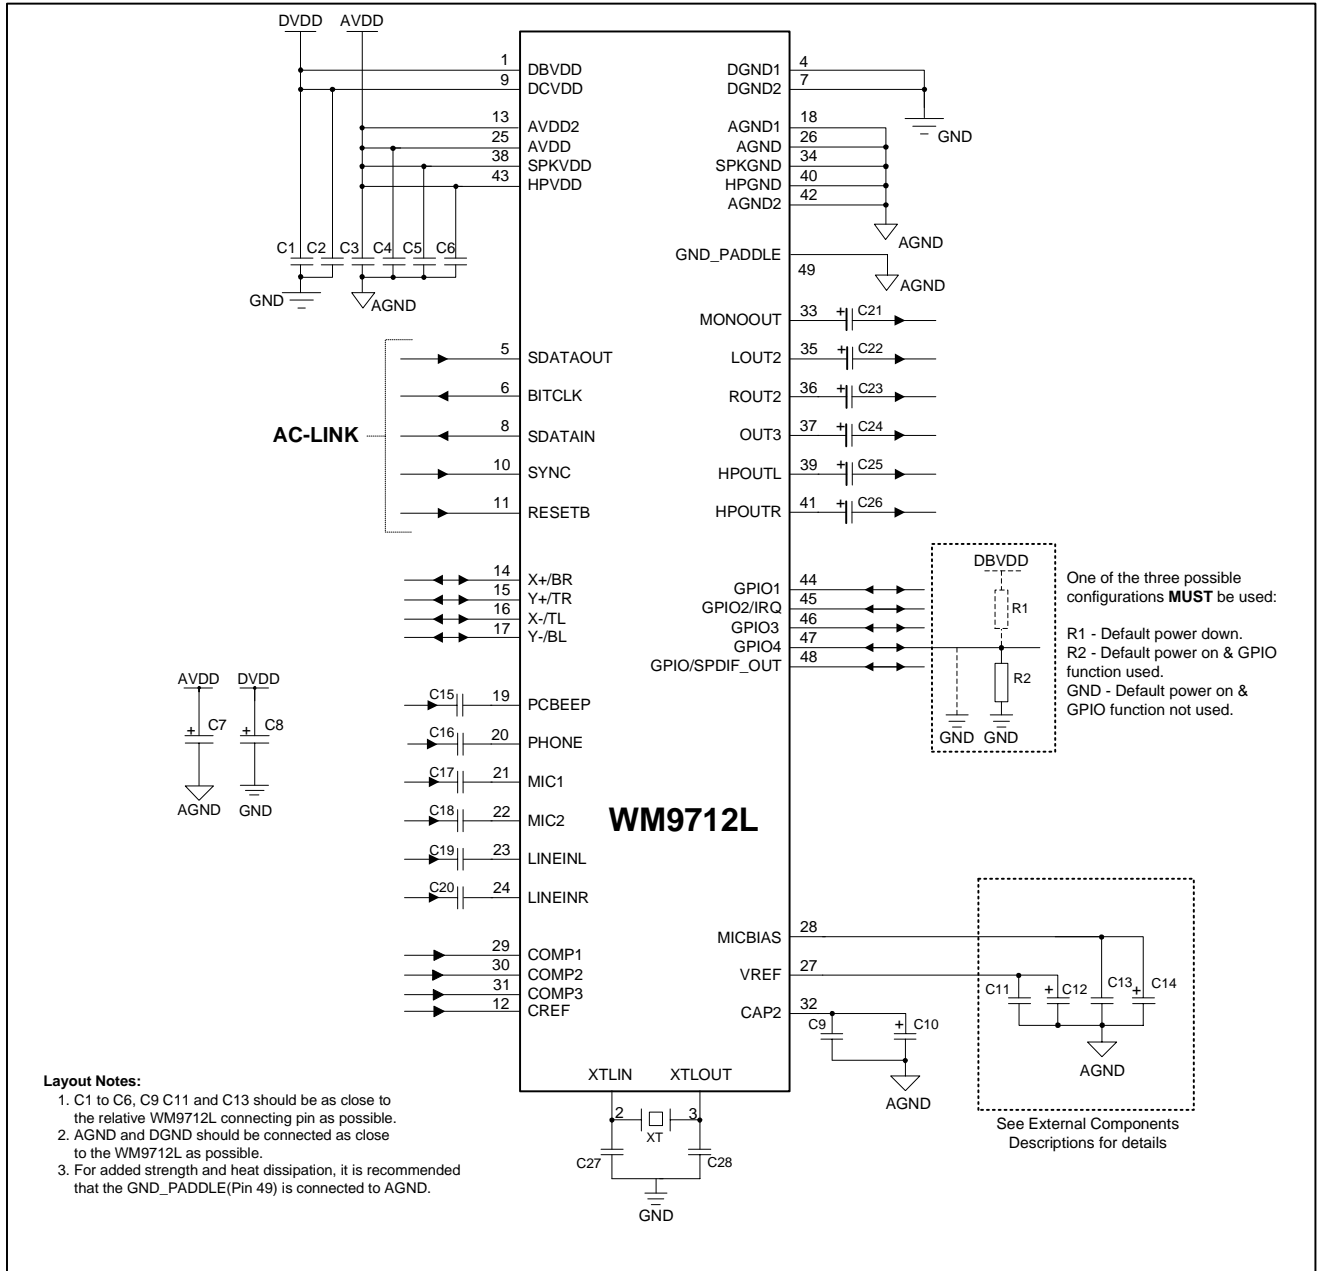 DVDD AVDD
1 DBVDD
9 DCVDD
13 AVDD2
25 AVDD
38 SPKVDD
43 HPVDD
DGND1 4
DGND2 7
GND
AGND1 18
AGND 26
SPKGND 34
HPGND 40
AGND2 42
AGND
GND_PADDLE
49
AGND
C1 C2 C3 C4 C5 C6
GND AGND
MONOOUT 33 + C21
LOUT2 35 + C22
ROUT2 36 + C23
OUT3 37 + C24
HPOUTL 39 + C25
HPOUTR 41 + C26
AC-LINK
5 SDATAOUT
6 BITCLK
8 SDATAIN
10 SYNC
11 RESETB
14 X+/BR
15 Y+/TR
16 X-/TL
17 Y-/BL
GPIO1 44
GPIO2/IRQ 45
GPIO3 46
GPIO4 47
GPIO/SPDIF_OUT 48
DBVDD
R1
R2
GND GND
One of the three possible
configurations MUST be used:
R1 - Default power down.
R2 - Default power on & GPIO
function used.
GND - Default power on &
GPIO function not used.
AVDD DVDD
+ C7 + C8
AGND GND
C15 19 PCBEEP
C16 20 PHONE
C17 21 MIC1
C18 22 MIC2
C19 23 LINEINL
C20 24 LINEINR
WM9712L
29 COMP1
30 COMP2
31 COMP3
12 CREF
MICBIAS 28
VREF 27
CAP2 32
C9 + C10
AGND
C11 + C12 C13 + C14
AGND
See External Components
Descriptions for details
XTLIN XTLOUT
2 3
XT
C27 C28
GND
Layout Notes:
1. C1 to C6, C9 C11 and C13 should be as close to
the relative WM9712L connecting pin as possible.
2. AGND and DGND should be connected as close
to the WM9712L as possible.
3. For added strength and heat dissipation, it is recommended
that the GND_PADDLE(Pin 49) is connected to AGND.